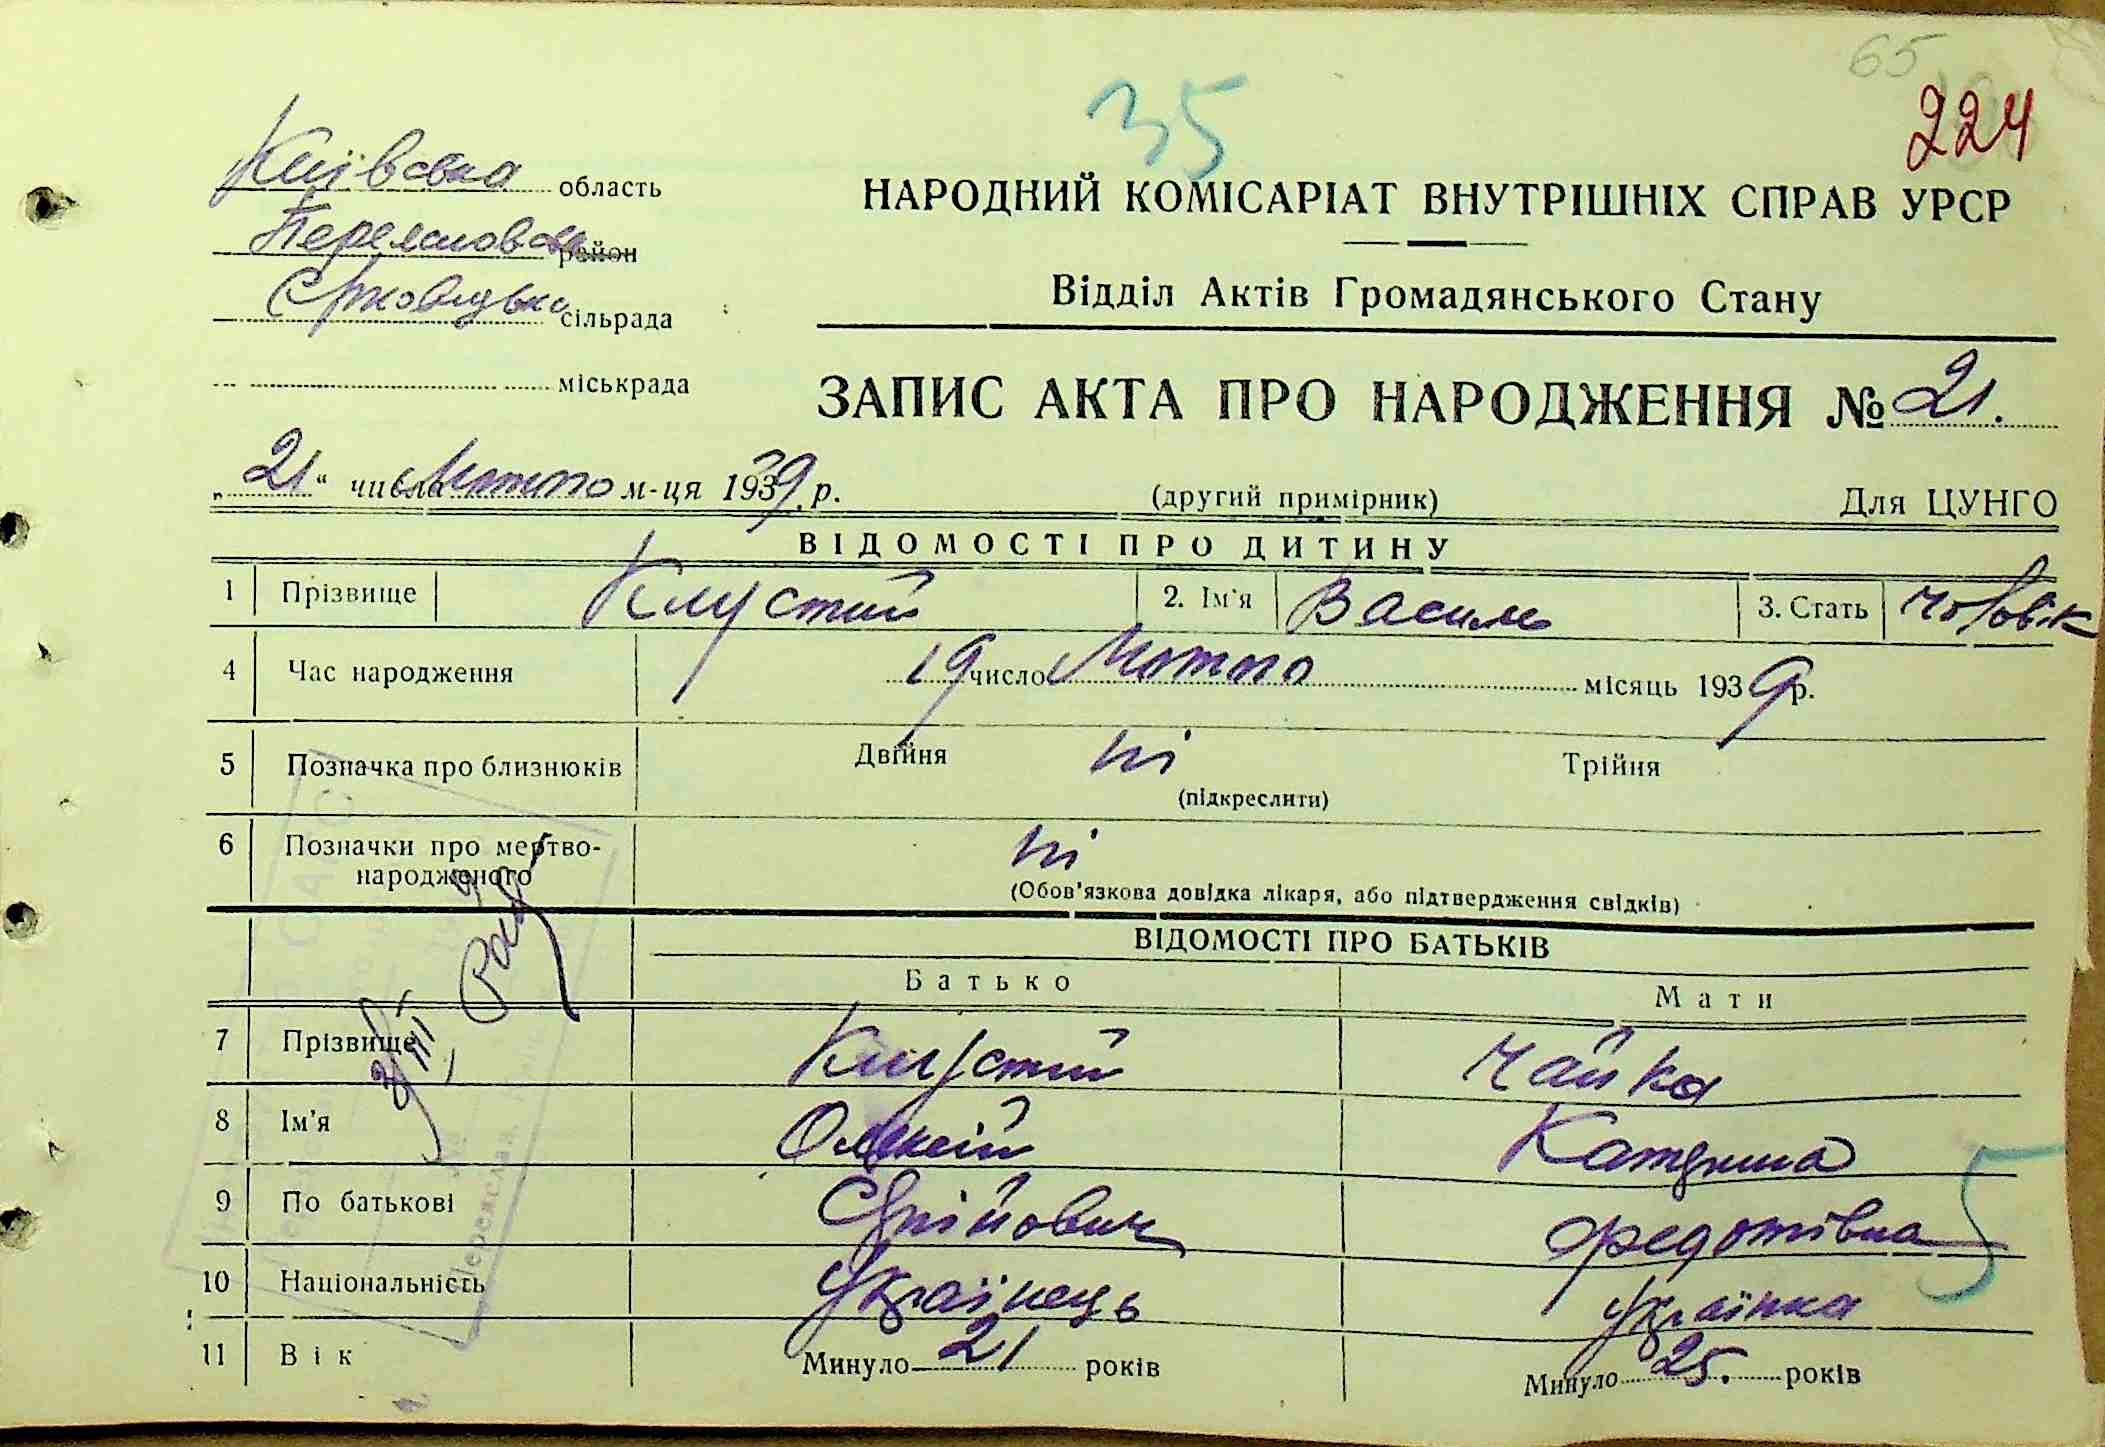 65
35
224
Київська область
НАРОДНИЙ КОМІСАРІАТ ВНУТРІШНІХ СПРАВ УРСР
Переяславська район
Відділ Актів Громадянського Стану
сільрада
міськрада
ЗАПИС АКТА ПРО НАРОДЖЕННЯ № 21.
„21“ числа Лютого м-ця 1939 р.
(другий примірник)
Для ЦУНГО
ВІДОМОСТІ ПРО ДИТИНУ
1 Прізвище Клустий 2. Ім'я Василь 3. Стать чоловік
4 Час народження 19 число Лютого місяць 1939 р.
5 Позначка про близнюків Двійня ні Трійня
(підкреслити)
6 Позначки про мертво-
народженого ні
(Обов'язкова довідка лікаря, або підтвердження свідків)
ВІДОМОСТІ ПРО БАТЬКІВ
Батько Мати
7 Прізвище Клустий Чайка
8 Ім'я Олексій Катерина
9 По батькові Федотівна
10 Національність Українець Українка
11 Вік Минуло 21 років Минуло 25. років
5